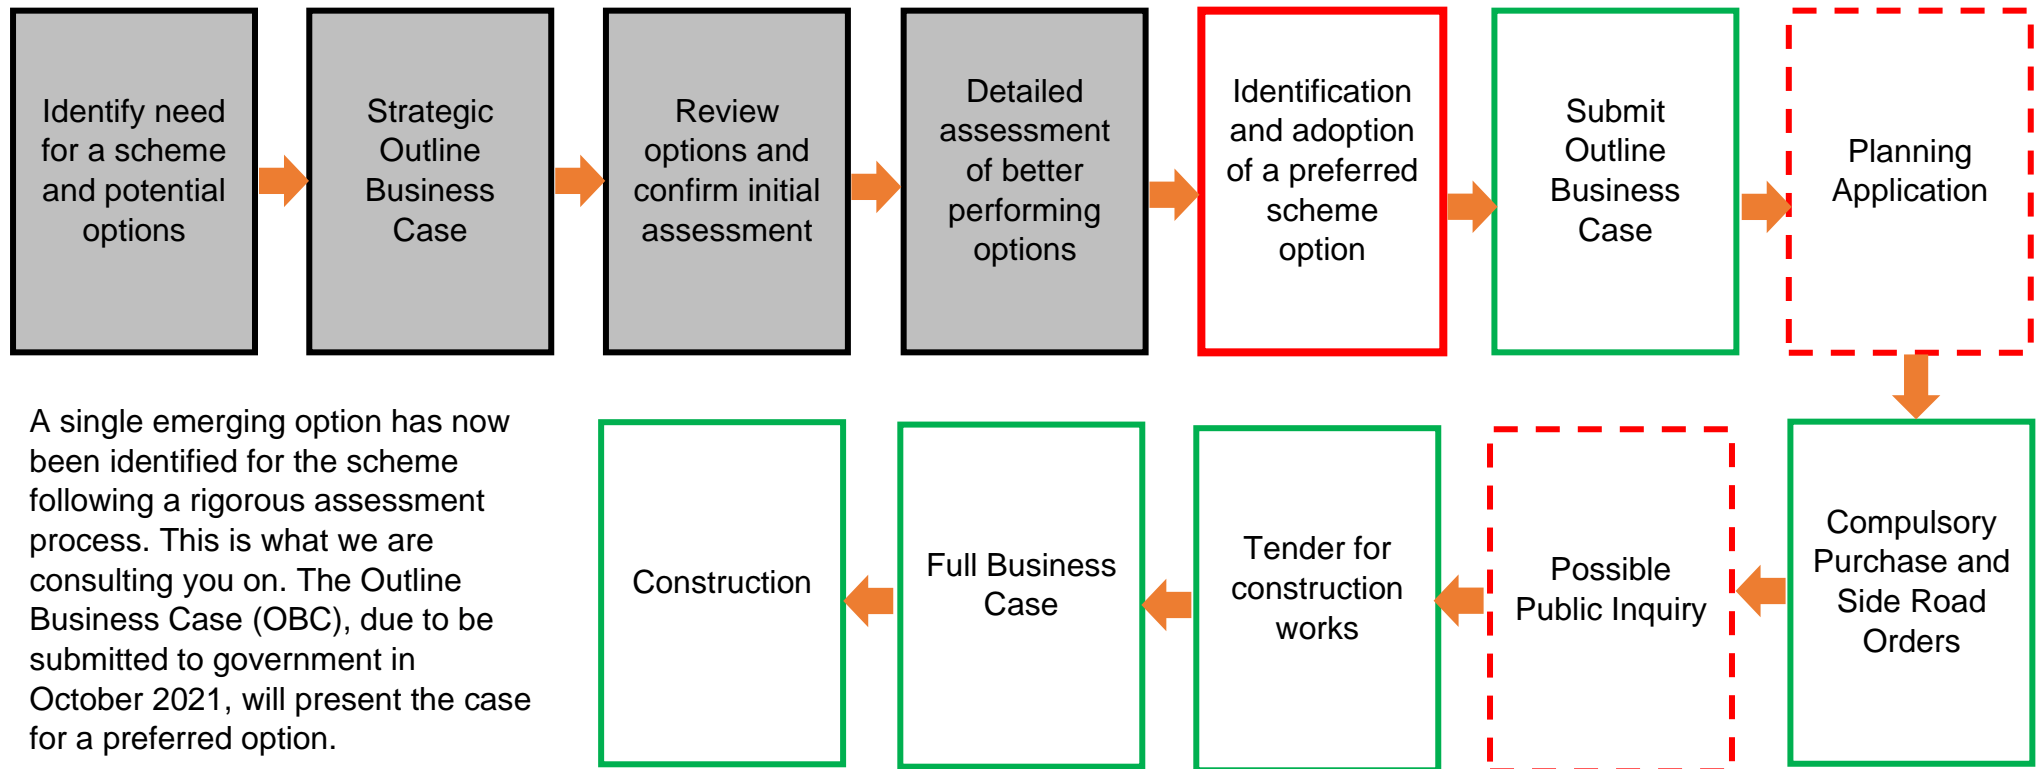 Identify need
for a scheme
and potential
options
Strategic
Outline
Business
Case
Review
options and
confirm initial
assessment
Detailed
assessment
of better
performing
options
Identification
and adoption
of a preferred
scheme
option
Submit
Outline
Business
Case
Planning
Application
Compulsory
Purchase and
Side Road
Orders
Possible
Public Inquiry
Tender for
construction
works
Full Business
Case
Construction
A single emerging option has now
been identified for the scheme
following a rigorous assessment
process. This is what we are
consulting you on. The Outline
Business Case (OBC), due to be
submitted to government in
October 2021, will present the case
for a preferred option.